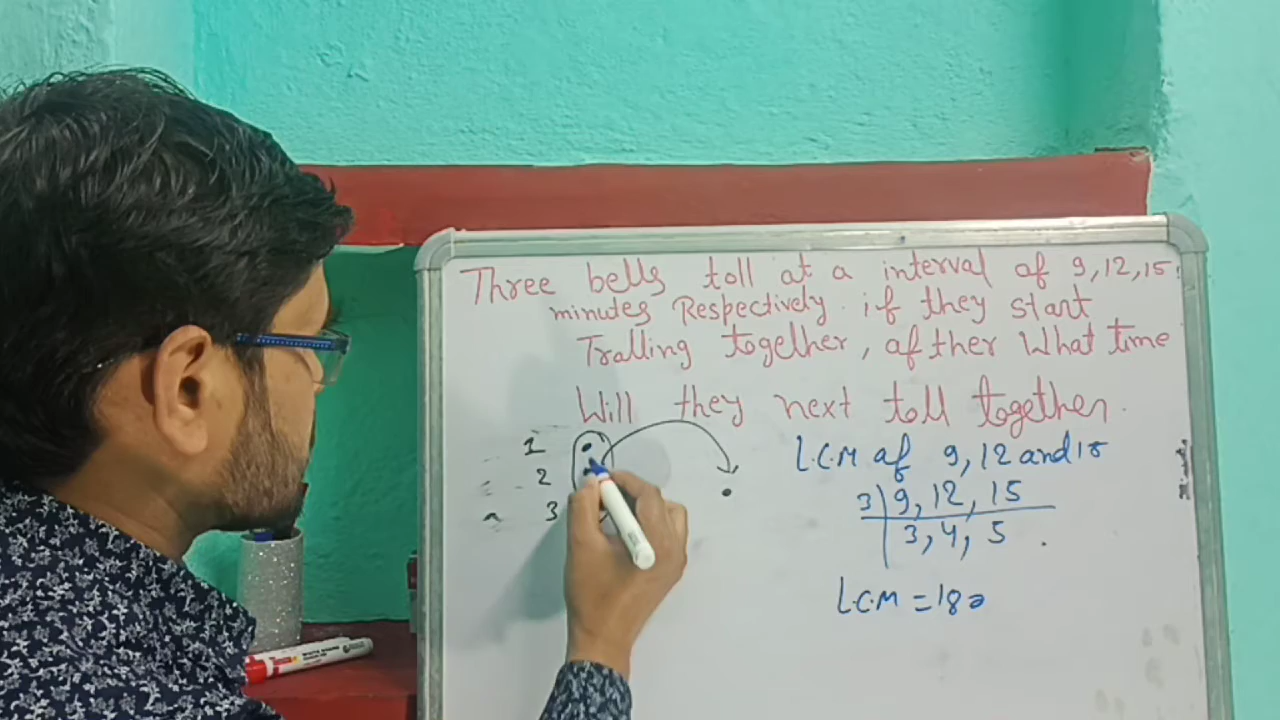 Three bells toll at a interval of 9, 12, 15
minutes Respectively. if they start
Tralling together, afther What time
Will they next toll together.
1
2
3
L.C.M of 9, 12 and 15
3) 9, 12, 15
3, 4, 5
L.C.M = 180